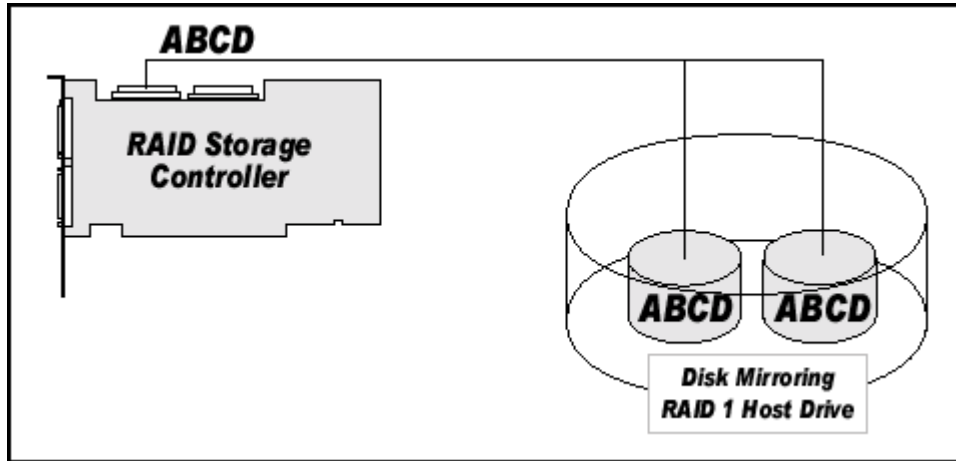 ABCD
RAID Storage
Controller
ABCD
ABCD
Disk Mirroring
RAID 1 Host Drive